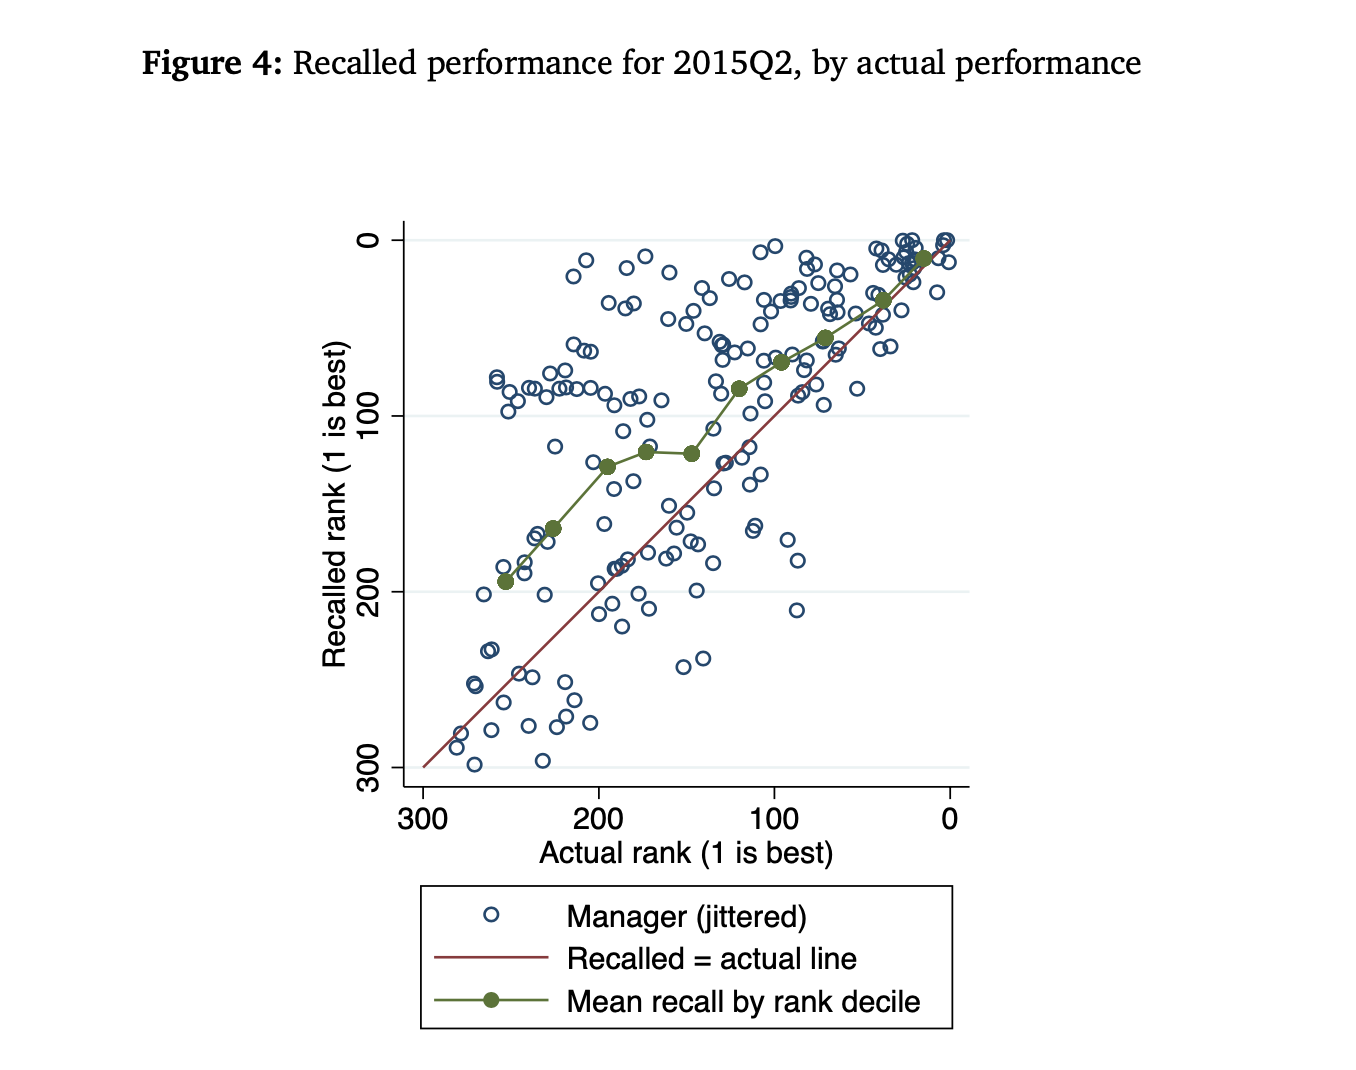 Figure 4: Recalled performance for 2015Q2, by actual performance
Recalled rank (1 is best)
0
100
200
300
300 200 100 0
Actual rank (1 is best)
Manager (jittered)
Recalled = actual line
Mean recall by rank decile